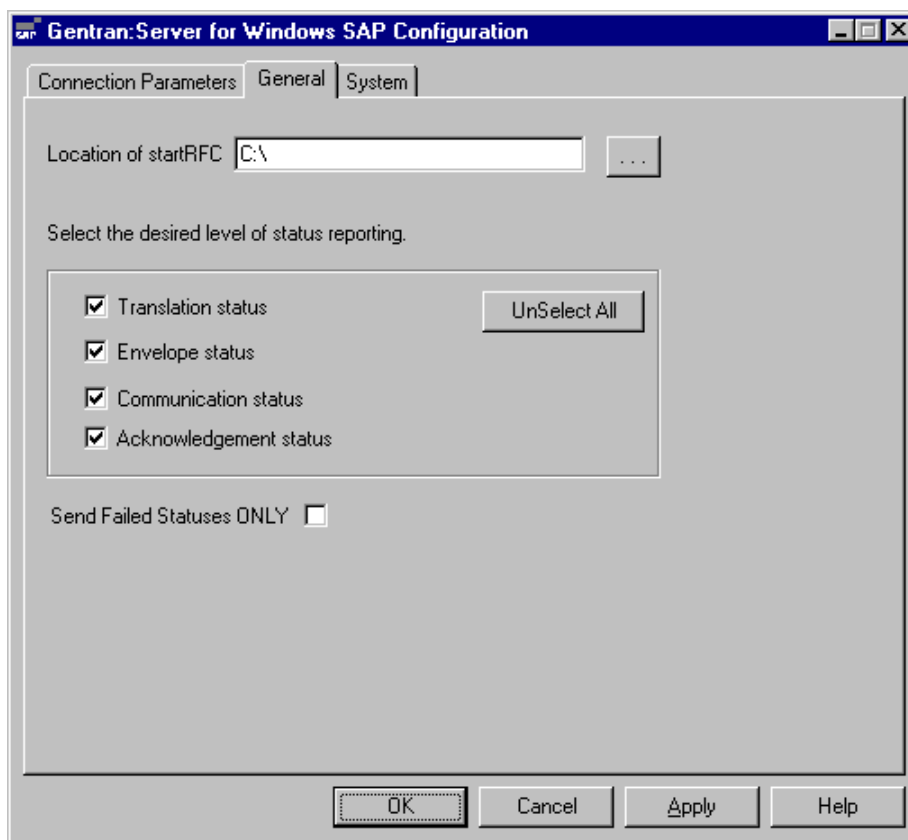 SAP Gentran:Server for Windows SAP Configuration
Connection Parameters General System
Location of startRFC C:\ ...
Select the desired level of status reporting.
Translation status UnSelect All
Envelope status
Communication status
Acknowledgement status
Send Failed Statuses ONLY
OK Cancel Apply Help